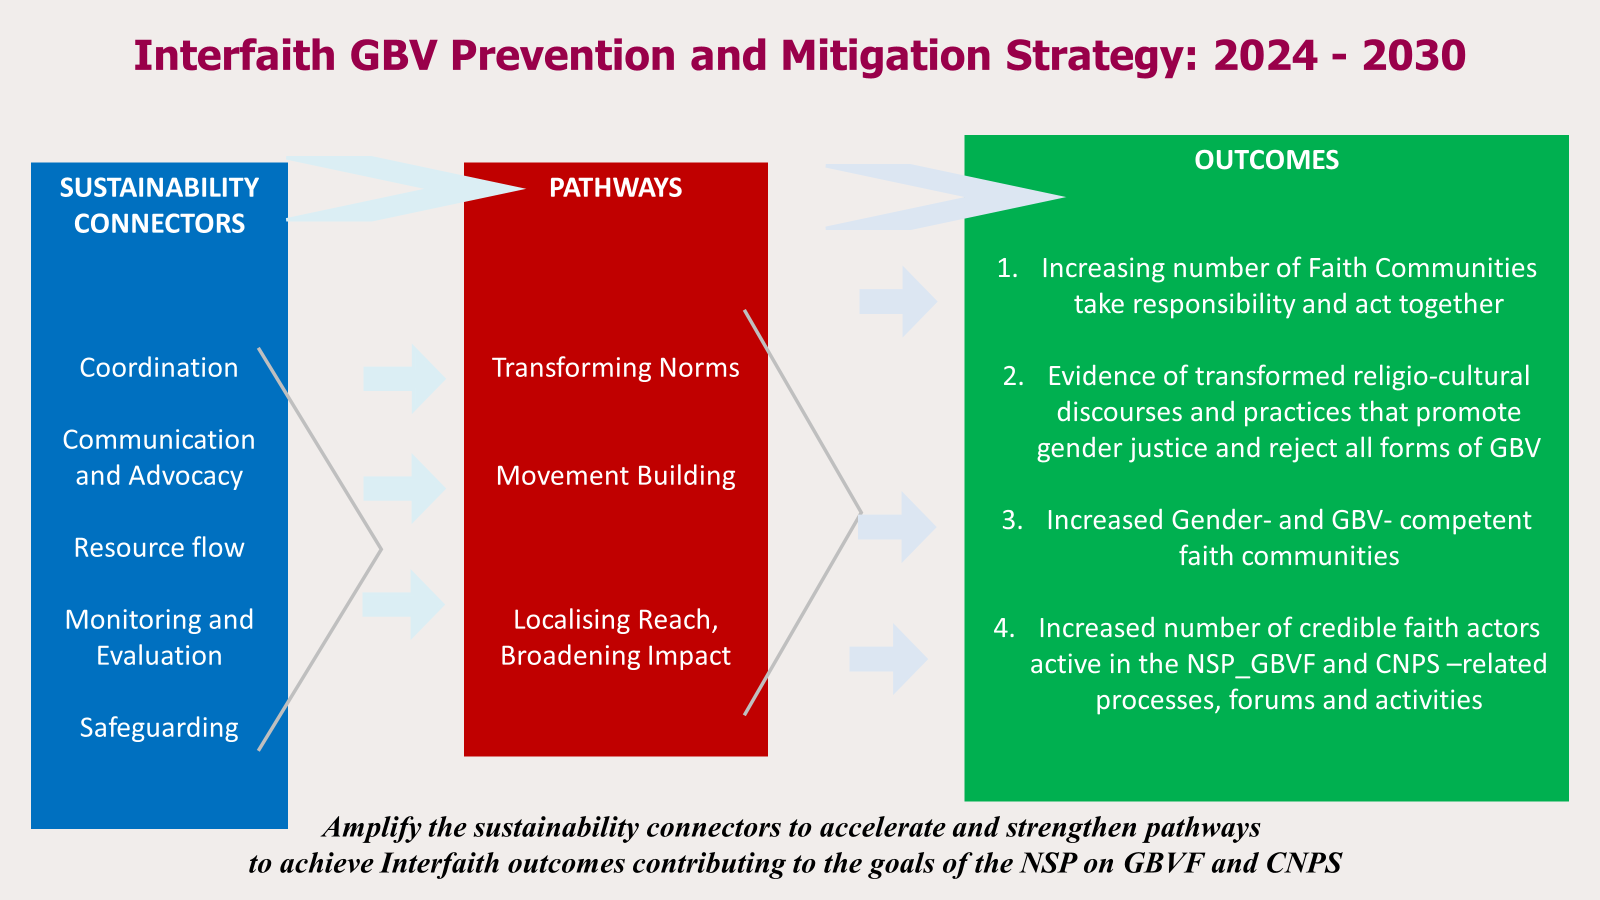 Interfaith GBV Prevention and Mitigation Strategy: 2024 - 2030
SUSTAINABILITY
CONNECTORS
Coordination
Communication
and Advocacy
Resource flow
Monitoring and
Evaluation
Safeguarding
PATHWAYS
Transforming Norms
Movement Building
Localising Reach,
Broadening Impact
OUTCOMES
1. Increasing number of Faith Communities
take responsibility and act together
2. Evidence of transformed religio-cultural
discourses and practices that promote
gender justice and reject all forms of GBV
3. Increased Gender- and GBV- competent
faith communities
4. Increased number of credible faith actors
active in the NSP_GBVF and CNPS –related
processes, forums and activities
Amplify the sustainability connectors to accelerate and strengthen pathways
to achieve Interfaith outcomes contributing to the goals of the NSP on GBVF and CNPS